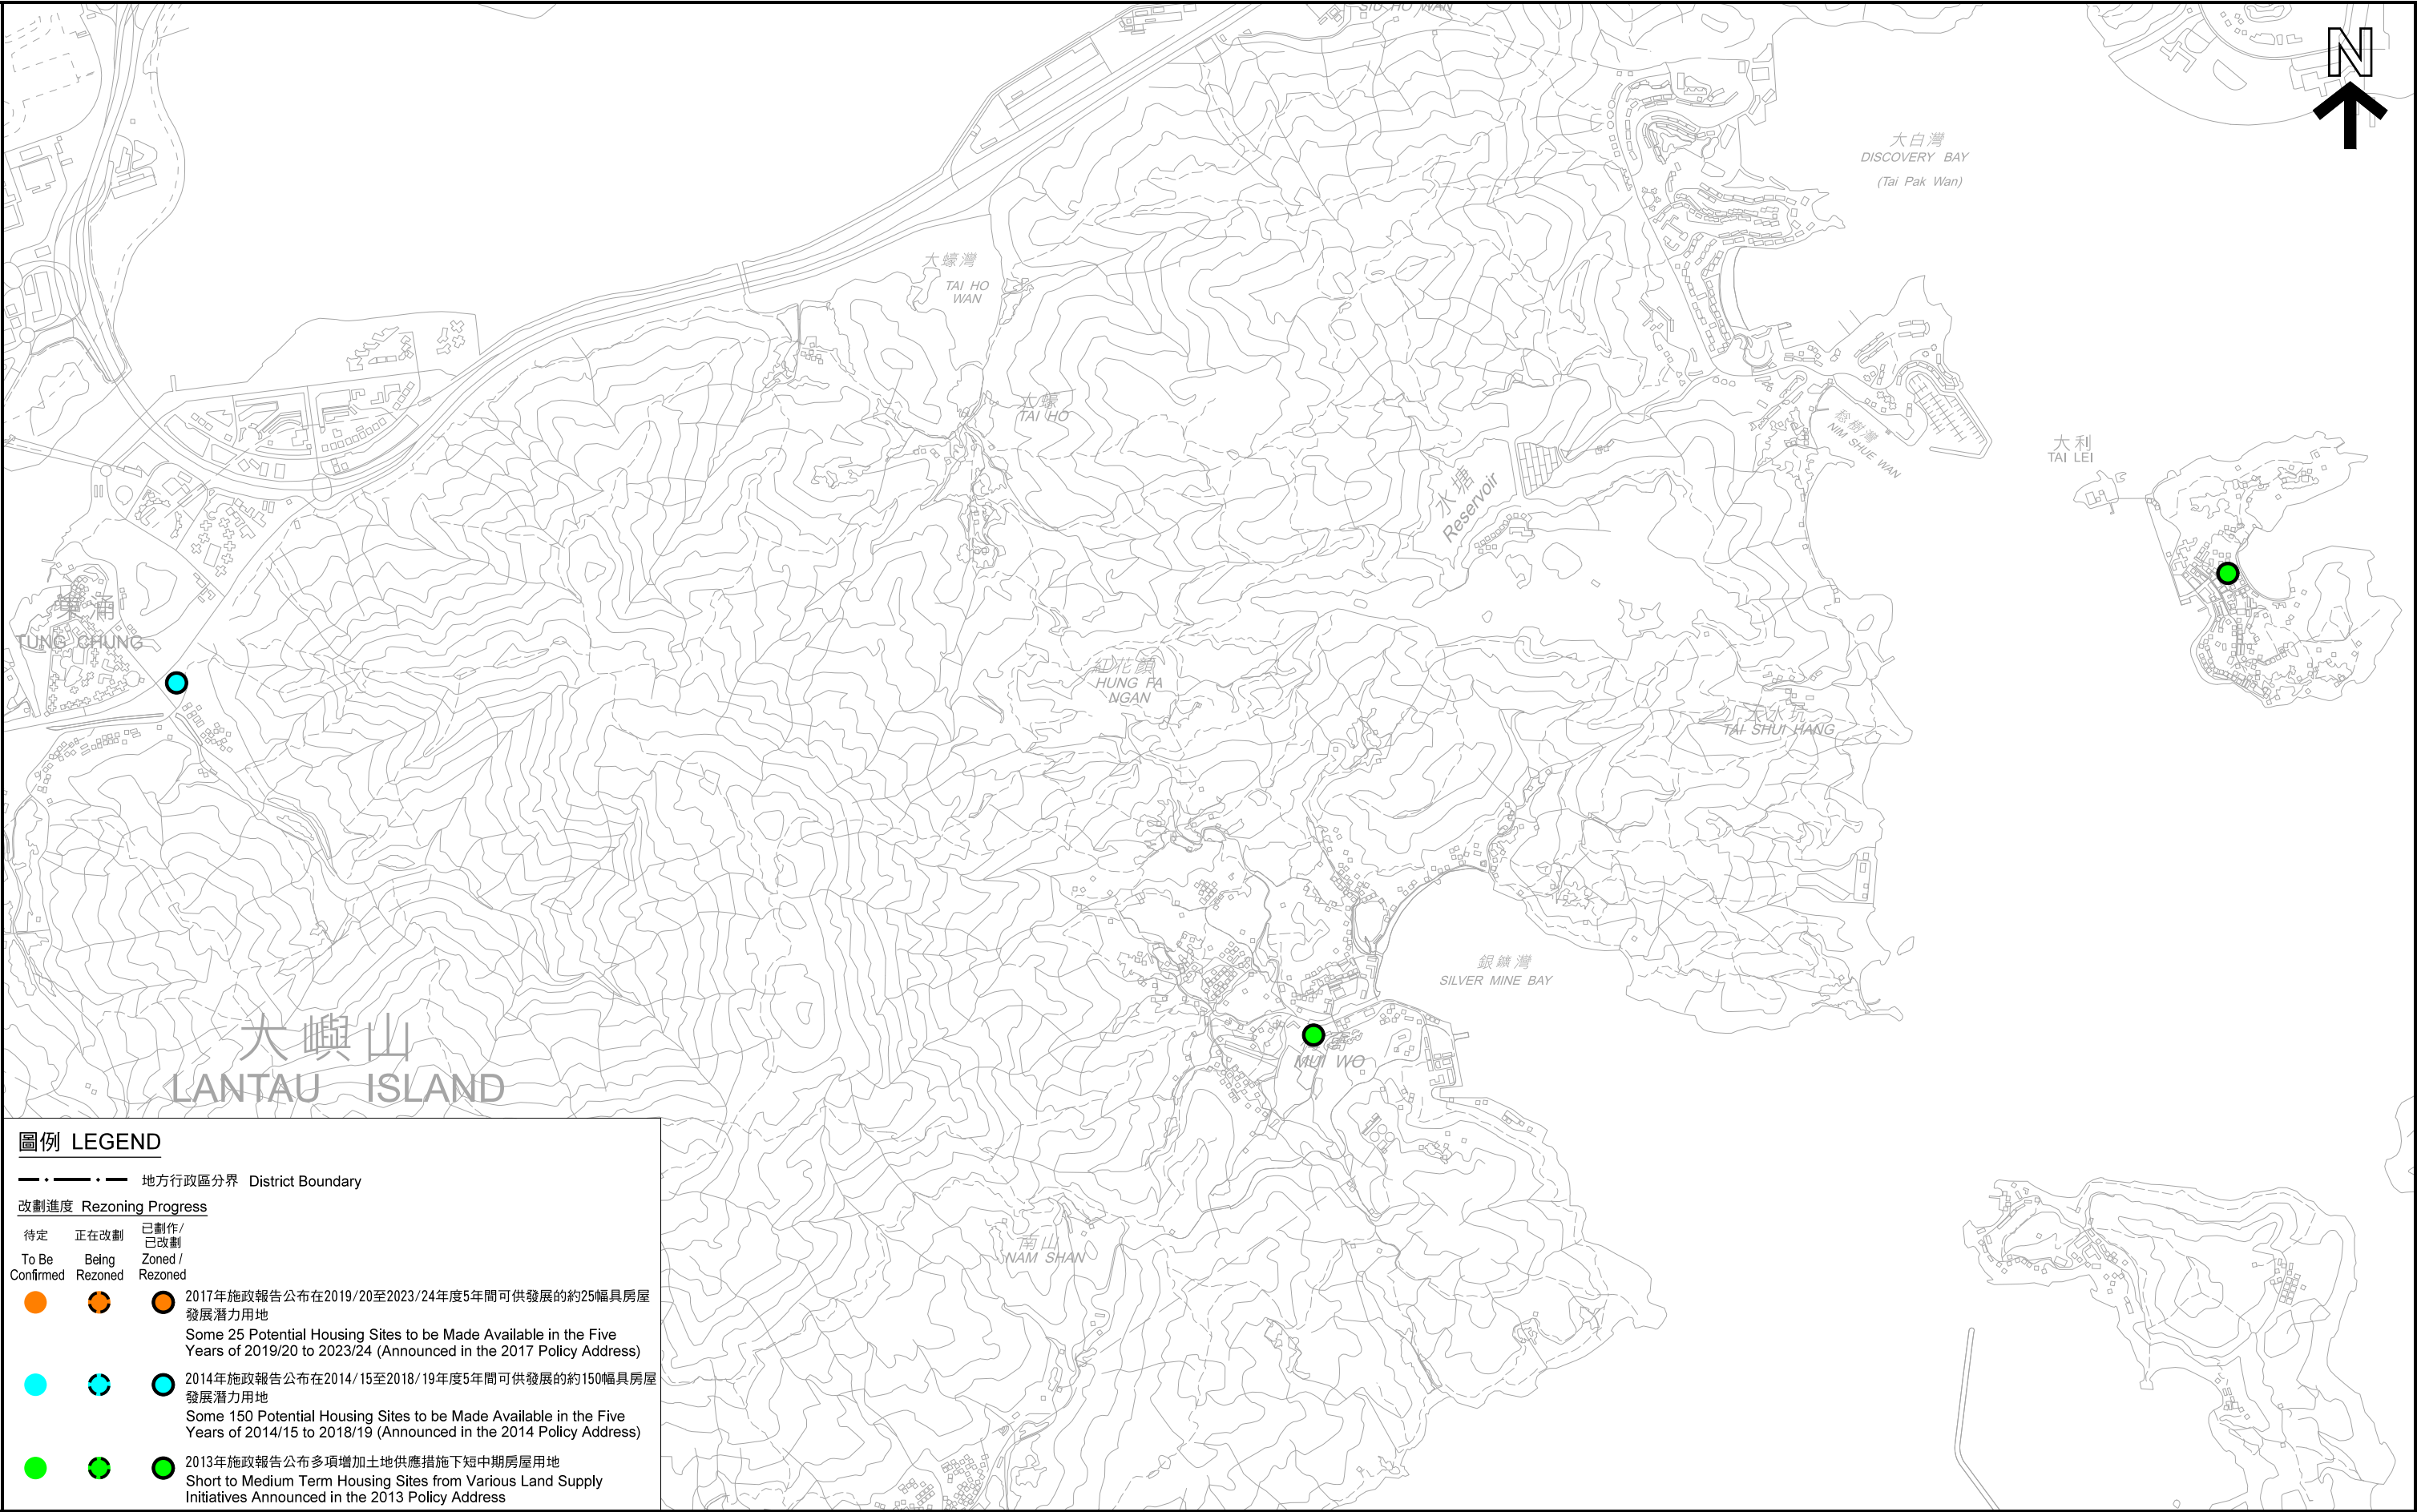 SIU HO WAN
N
大白灣
DISCOVERY BAY
(Tai Pak Wan)
大蠔灣
TAI HO
WAN
大蠔
TAI HO
稔樹灣
NIM SHUE WAN
大利
TAI LEI
水塘
Reservoir
東涌
TUNG CHUNG
紅花顏
HUNG FA
NGAN
大水坑
TAI SHUI HANG
銀鑛灣
SILVER MINE BAY
MUI WO
大嶼山
LANTAU ISLAND
南山
NAM SHAN
圖例 LEGEND
地方行政區分界 District Boundary
改劃進度 Rezoning Progress
待定
To Be
Confirmed
正在改劃
Being
Rezoned
已劃作/
已改劃
Zoned /
Rezoned
2017年施政報告公布在2019/20至2023/24年度5年間可供發展的約25幅具房屋
發展潛力用地
Some 25 Potential Housing Sites to be Made Available in the Five
Years of 2019/20 to 2023/24 (Announced in the 2017 Policy Address)
2014年施政報告公布在2014/15至2018/19年度5年間可供發展的約150幅具房屋
發展潛力用地
Some 150 Potential Housing Sites to be Made Available in the Five
Years of 2014/15 to 2018/19 (Announced in the 2014 Policy Address)
2013年施政報告公布多項增加土地供應措施下短中期房屋用地
Short to Medium Term Housing Sites from Various Land Supply
Initiatives Announced in the 2013 Policy Address